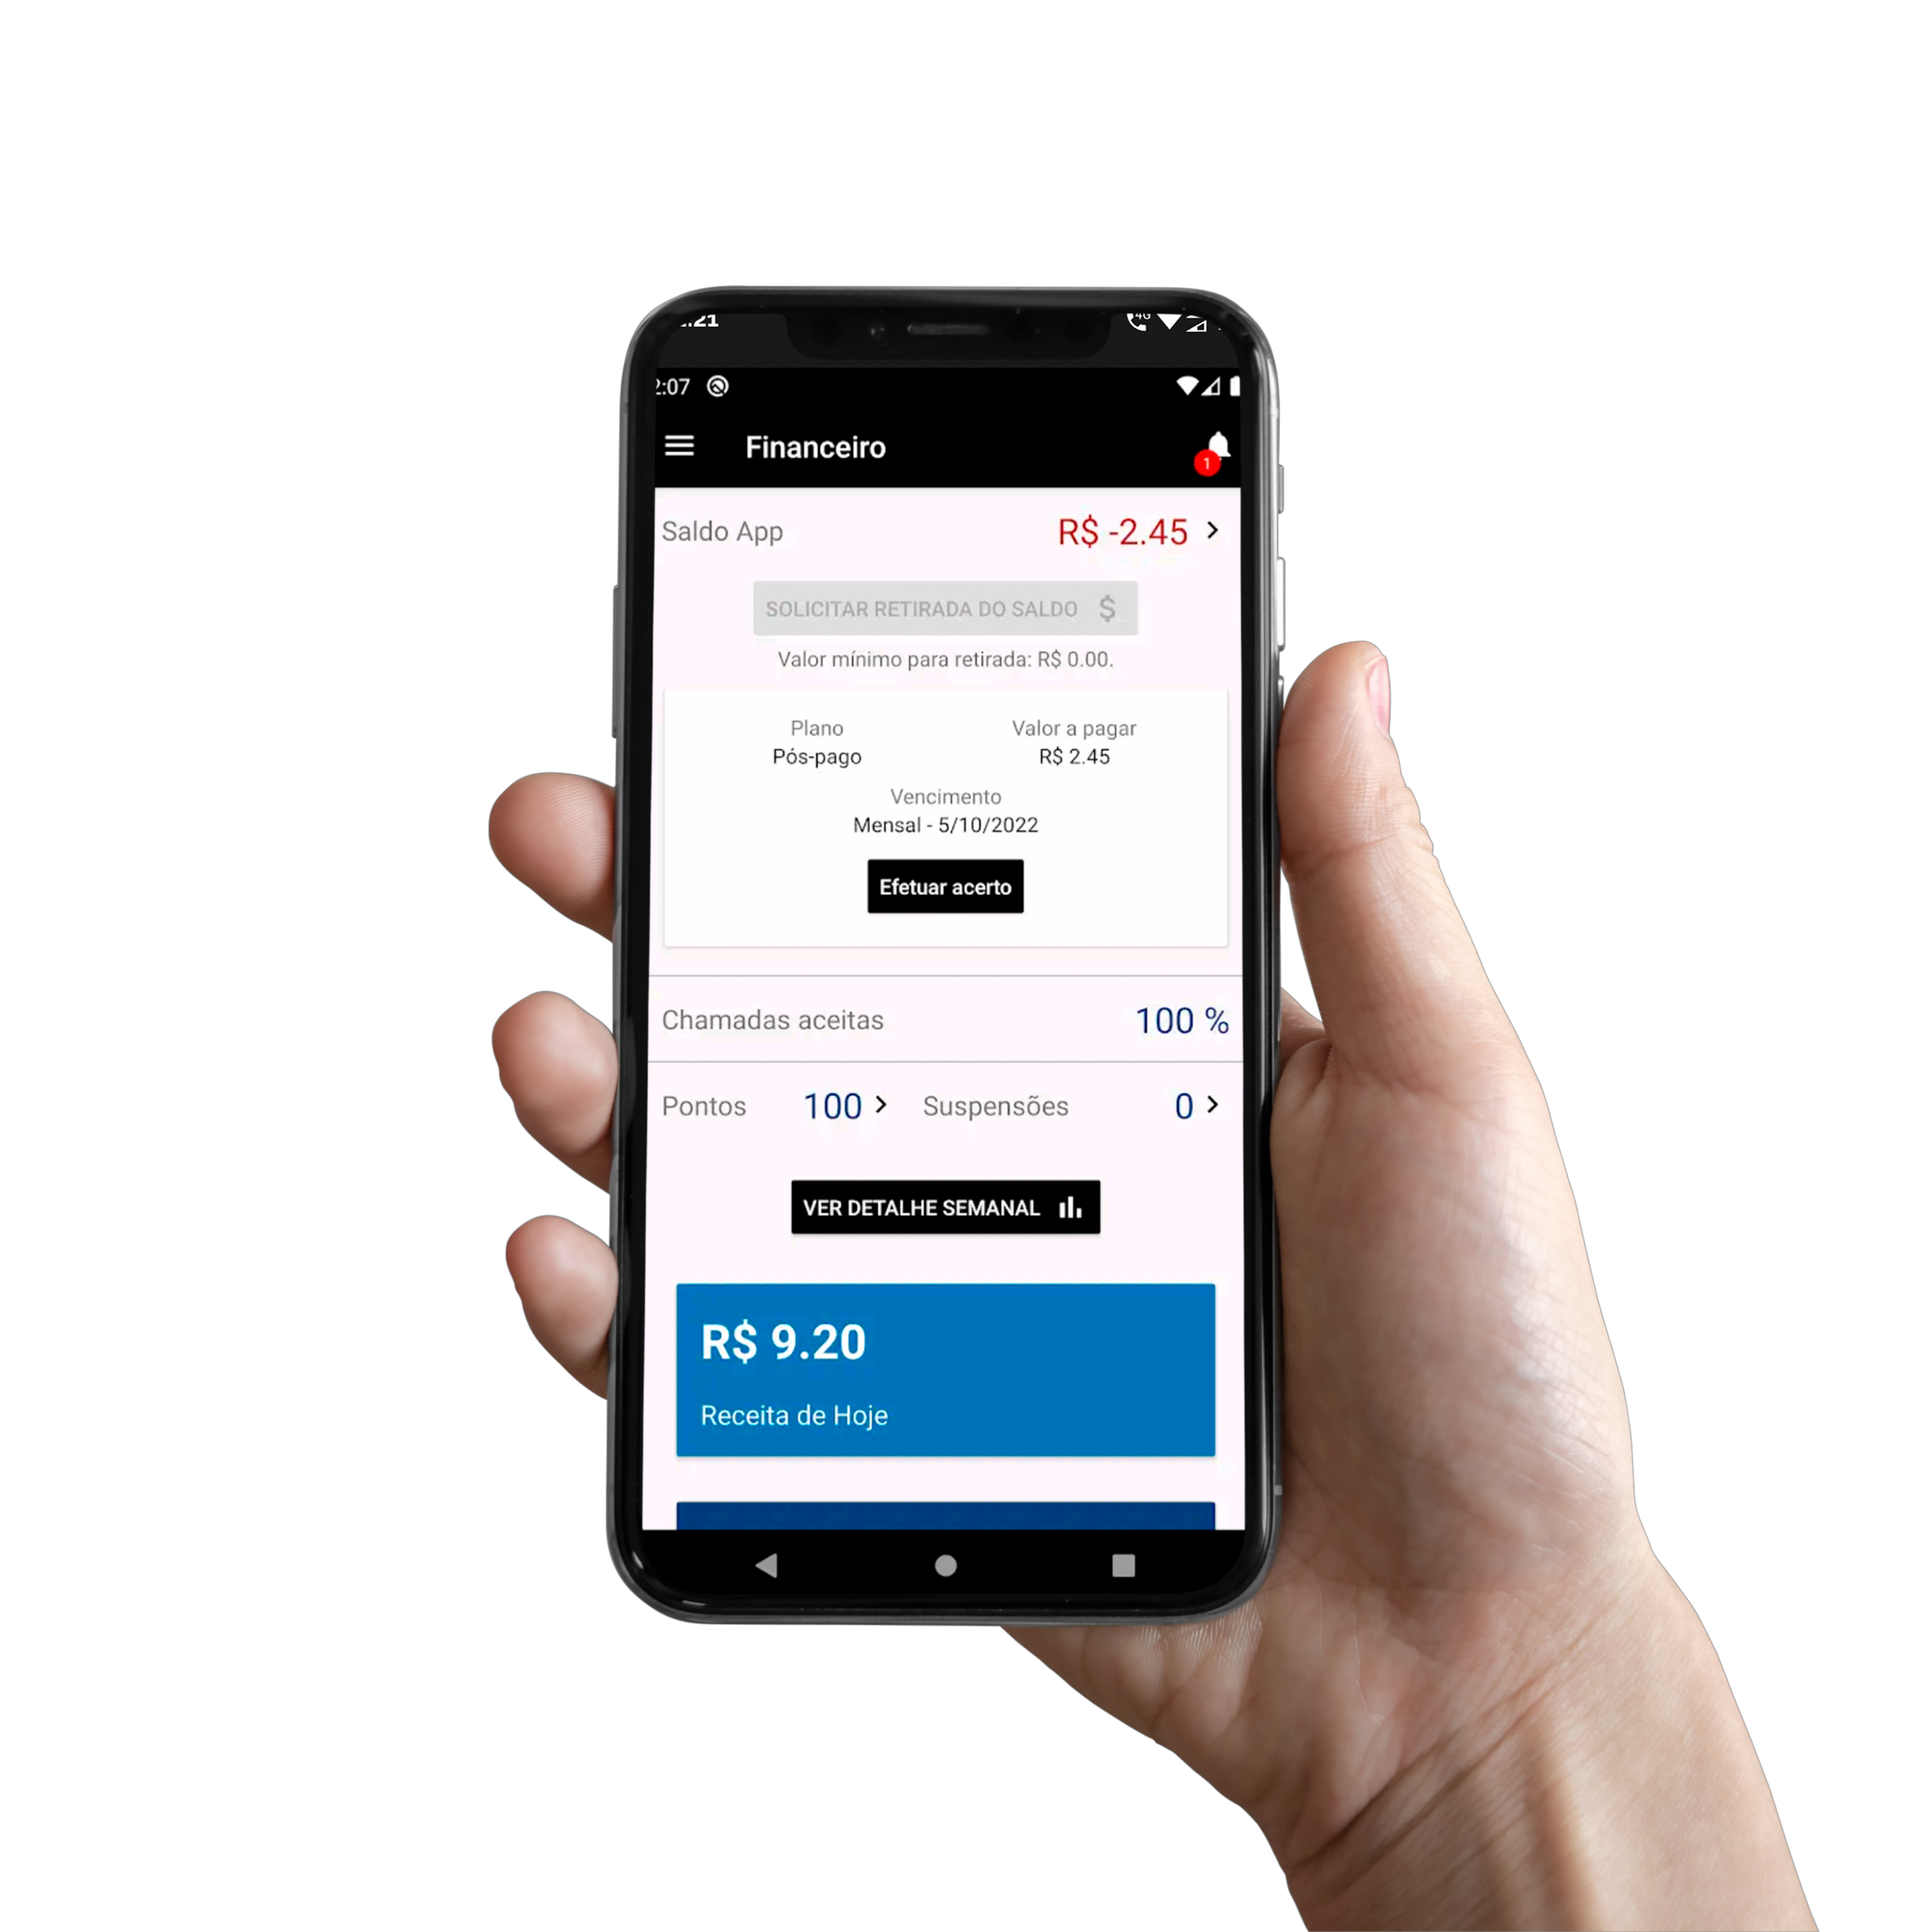 :21
4G
2:07
Financeiro
1
Saldo App
R$ -2.45
SOLICITAR RETIRADA DO SALDO $
Valor mínimo para retirada: R$ 0.00.
Plano
Pós-pago
Valor a pagar
R$ 2.45
Vencimento
Mensal - 5/10/2022
Efetuar acerto
Chamadas aceitas
100 %
Pontos 100
Suspensões 0
VER DETALHE SEMANAL
R$ 9.20
Receita de Hoje